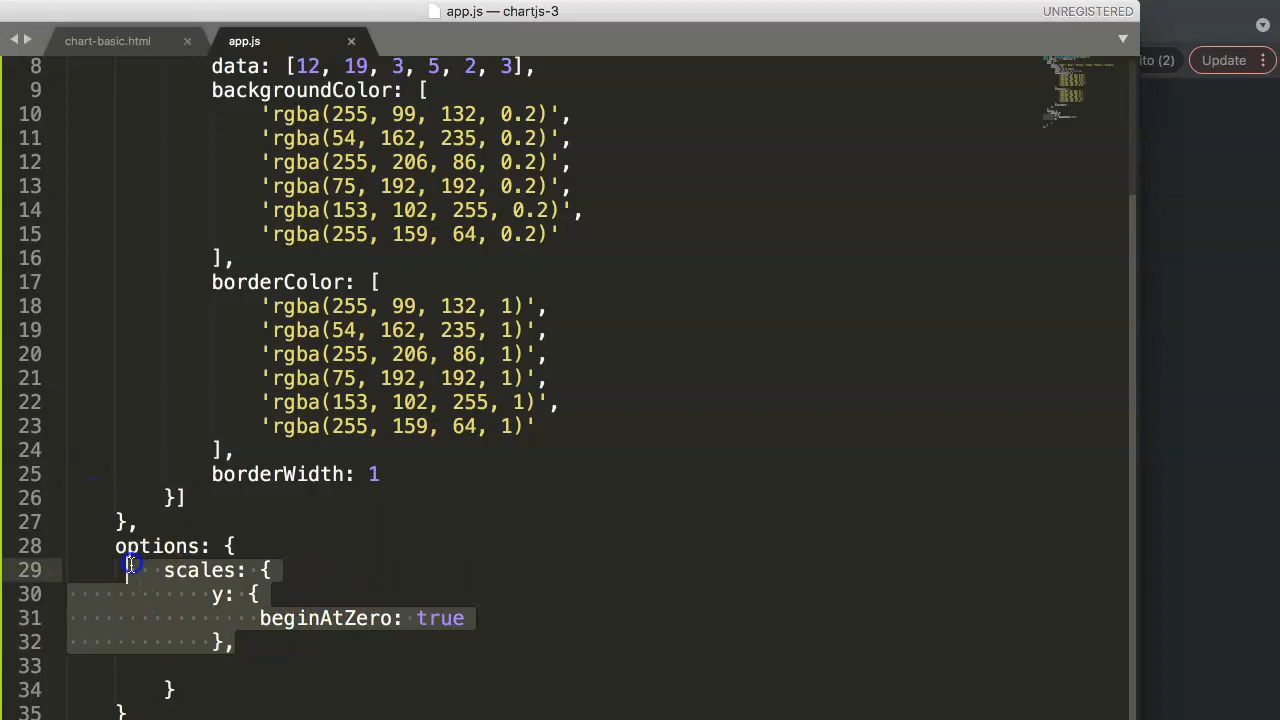 app.js — chartjs-3
UNREGISTERED
chart-basic.html × app.js ×
ito (2) Update
8 data: [12, 19, 3, 5, 2, 3],
9 backgroundColor: [
10 'rgba(255, 99, 132, 0.2)',
11 'rgba(54, 162, 235, 0.2)',
12 'rgba(255, 206, 86, 0.2)',
13 'rgba(75, 192, 192, 0.2)',
14 'rgba(153, 102, 255, 0.2)',
15 'rgba(255, 159, 64, 0.2)'
16 ],
17 borderColor: [
18 'rgba(255, 99, 132, 1)',
19 'rgba(54, 162, 235, 1)',
20 'rgba(255, 206, 86, 1)',
21 'rgba(75, 192, 192, 1)',
22 'rgba(153, 102, 255, 1)',
23 'rgba(255, 159, 64, 1)'
24 ],
25 borderWidth: 1
26 }]
27 },
28 options: {
29 scales: {
30 y: {
31 beginAtZero: true
32 },
33
34 }
35 }